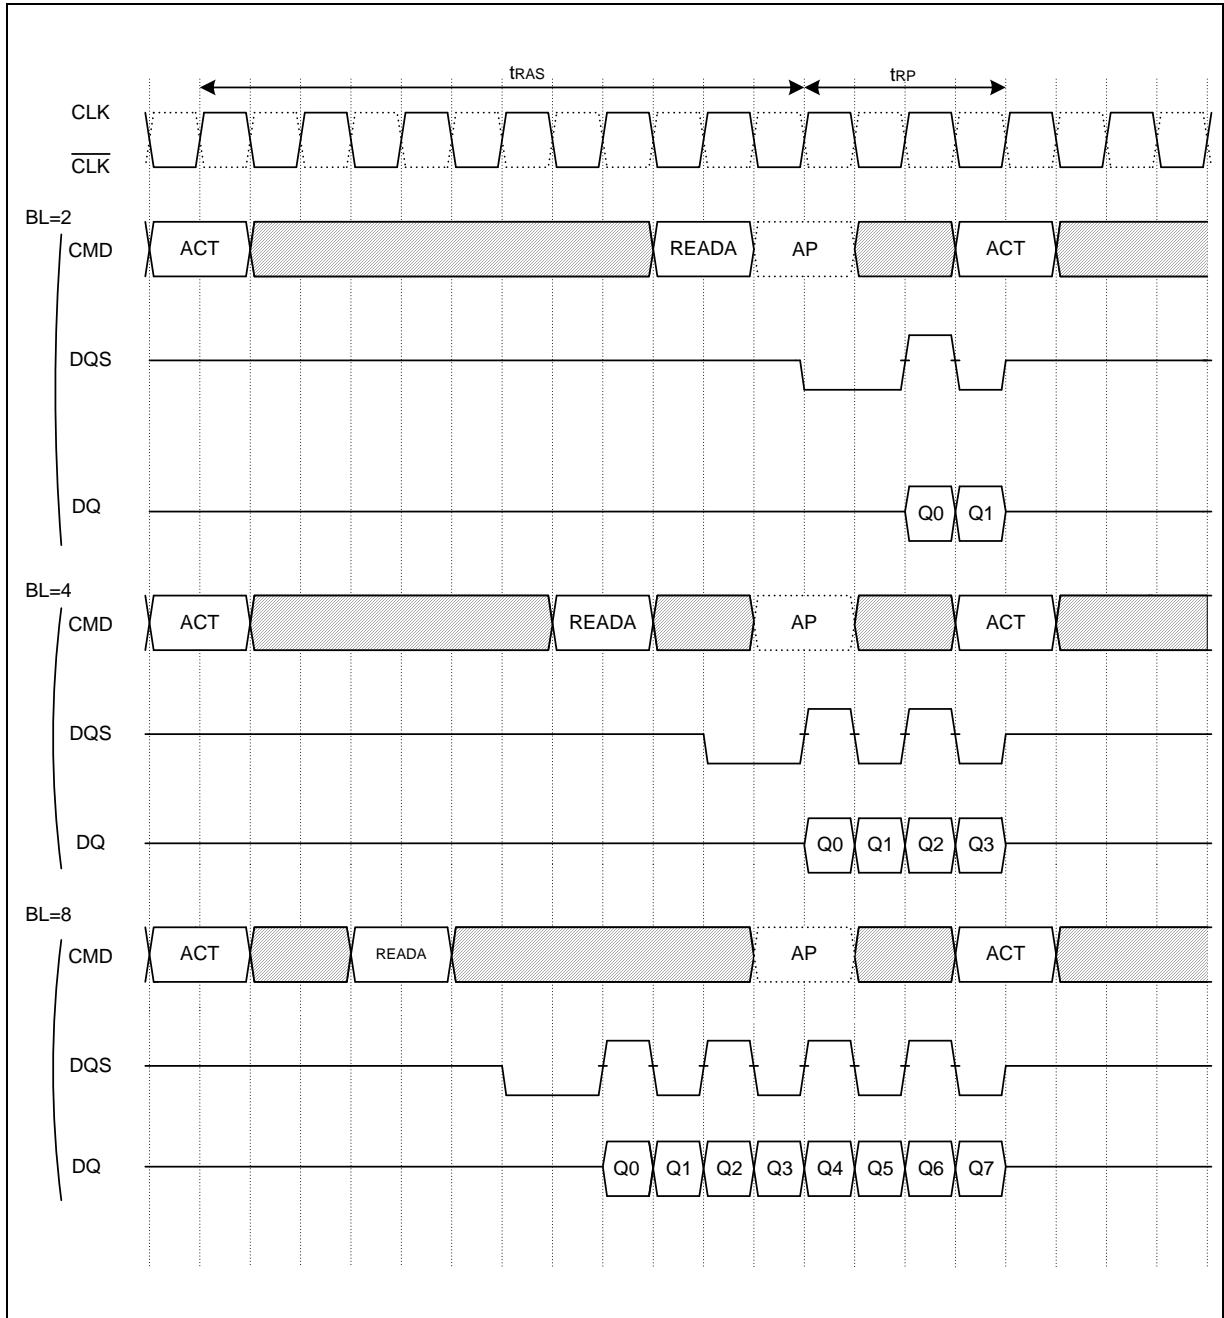 tRAS tRP
CLK
CLK
BL=2
CMD ACT READA AP ACT
DQS
DQ Q0 Q1
BL=4
CMD ACT READA AP ACT
DQS
DQ Q0 Q1 Q2 Q3
BL=8
CMD ACT READA AP ACT
DQS
DQ Q0 Q1 Q2 Q3 Q4 Q5 Q6 Q7